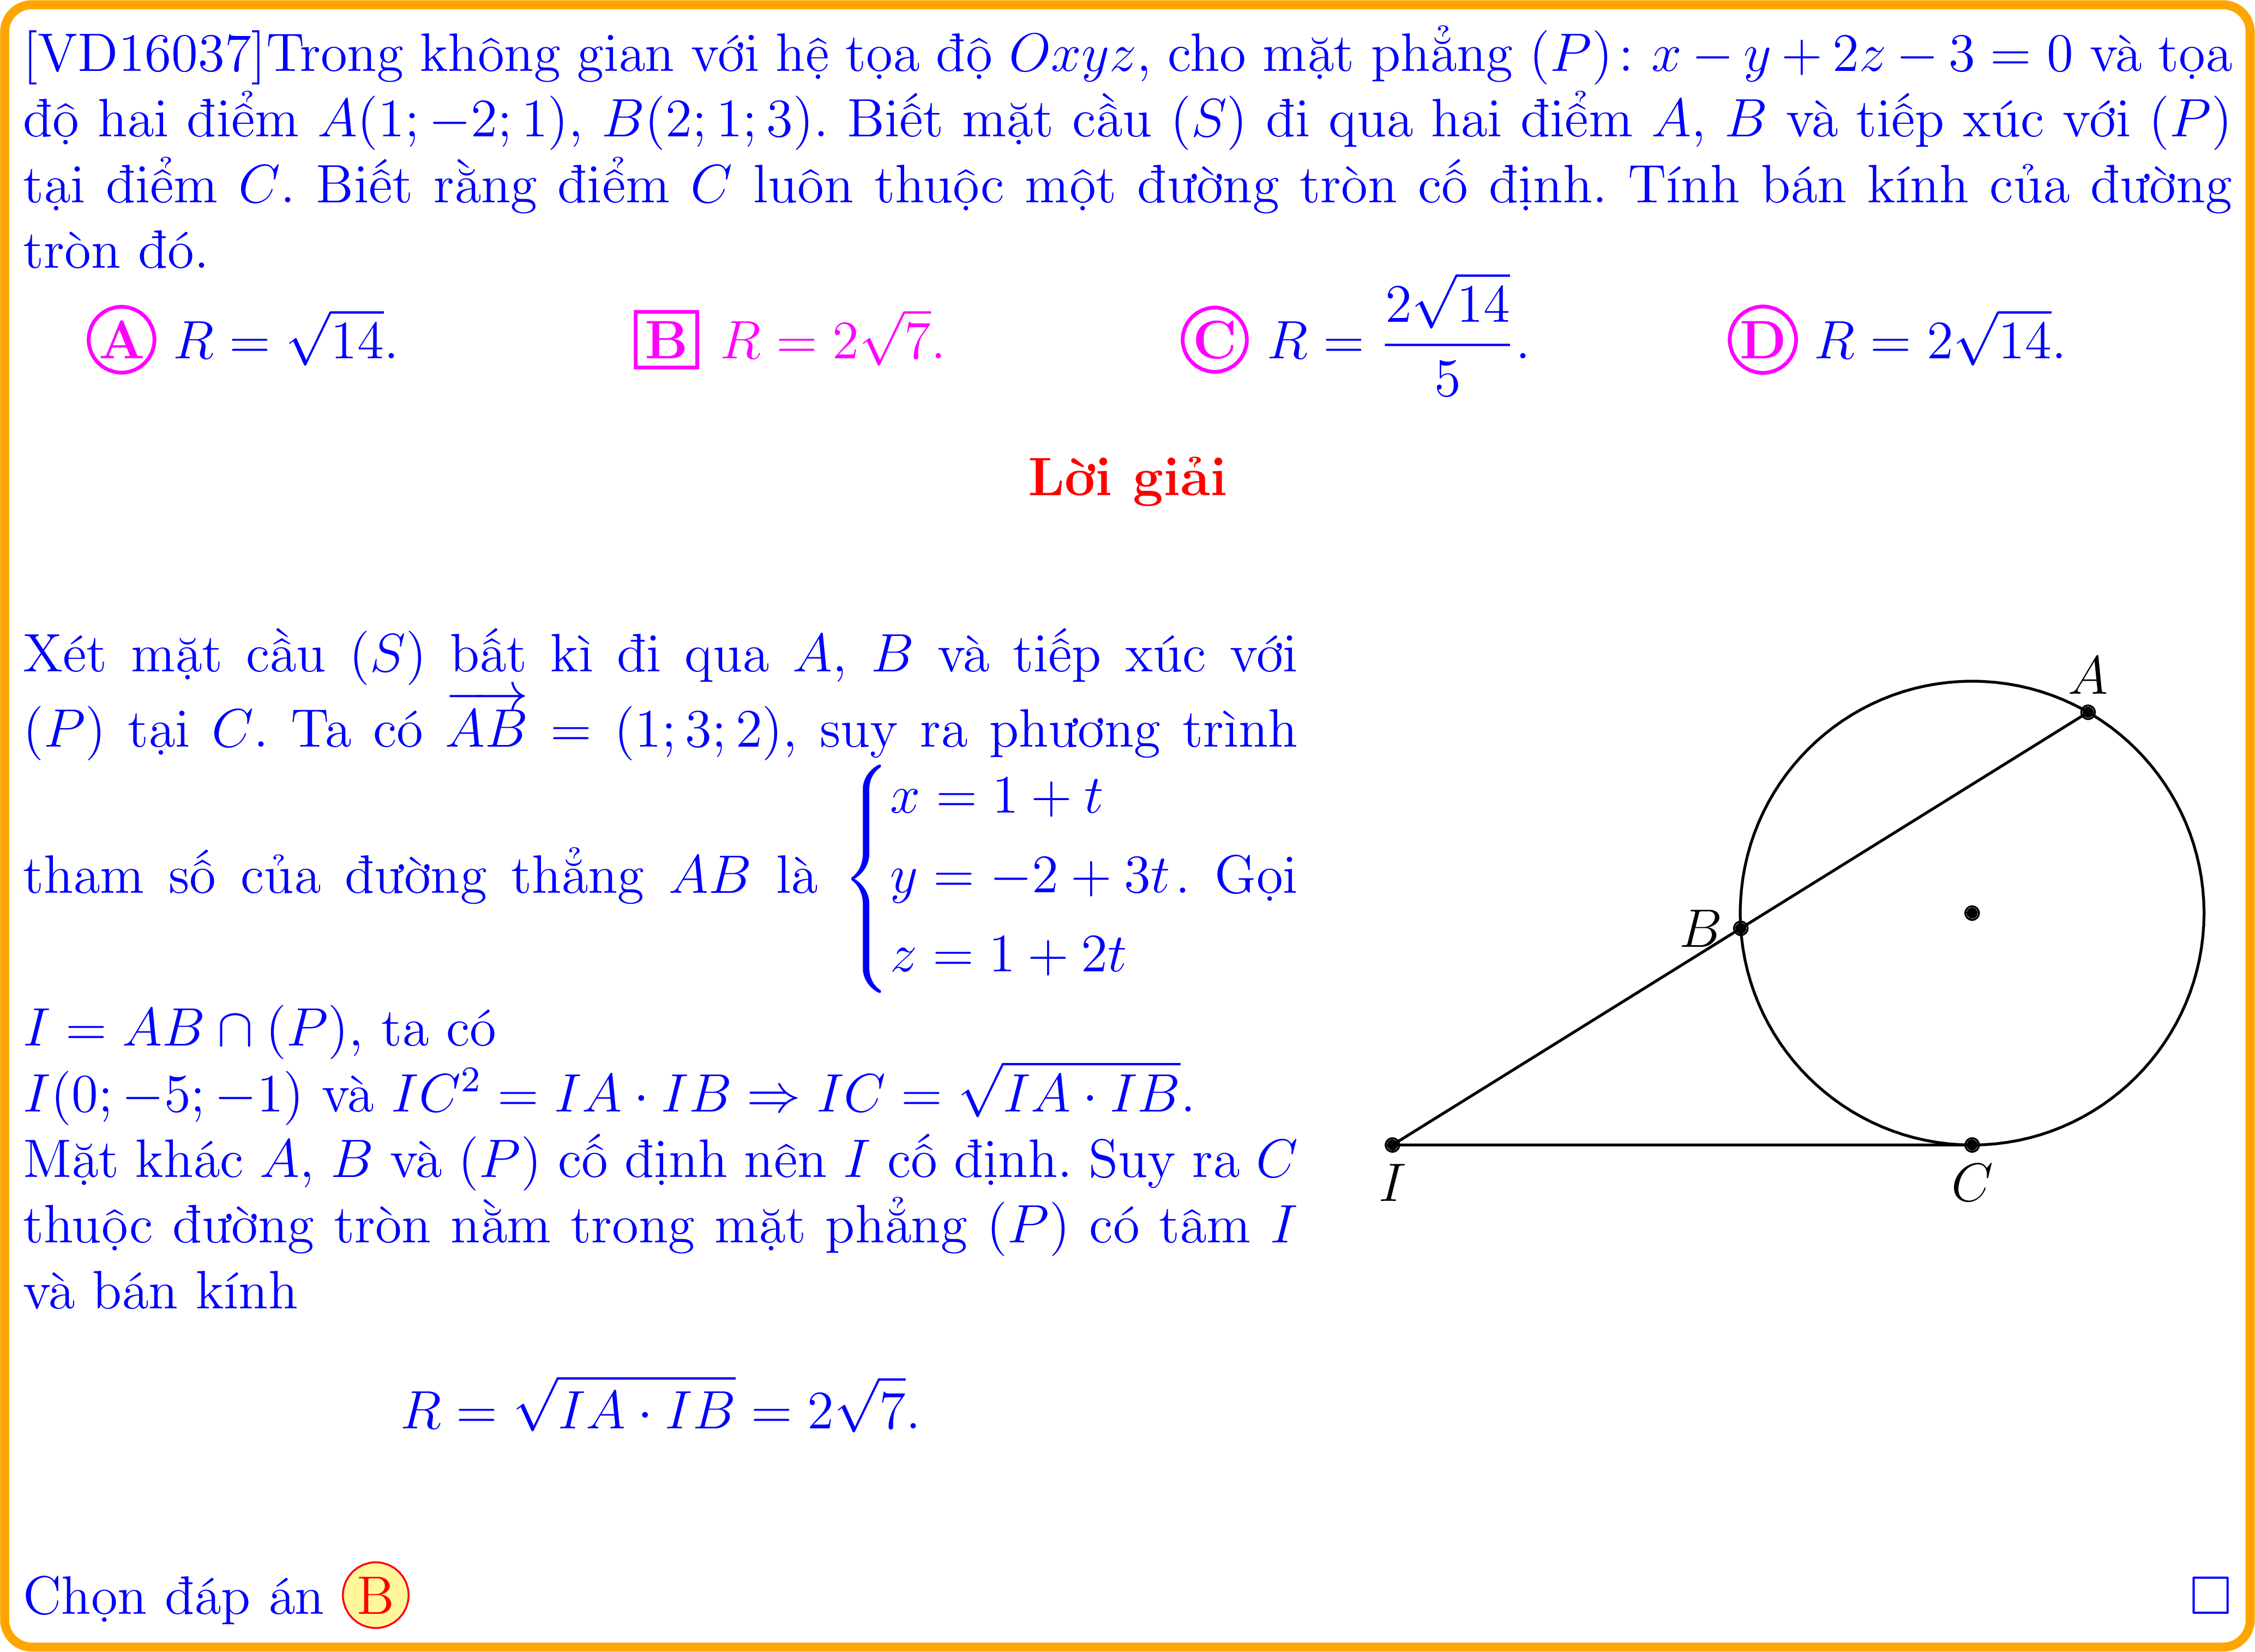 [VD16037]Trong không gian với hệ tọa độ $Oxyz$, cho mặt phẳng $(P)\colon x - y + 2z - 3 = 0$ và tọa
độ hai điểm $A(1; -2; 1)$, $B(2; 1; 3)$. Biết mặt cầu $(S)$ đi qua hai điểm $A$, $B$ và tiếp xúc với $(P)$
tại điểm $C$. Biết rằng điểm $C$ luôn thuộc một đường tròn cố định. Tính bán kính của đường
tròn đó.
A $R = \sqrt{14}$. B $R = 2\sqrt{7}$. C $R = \dfrac{2\sqrt{14}}{5}$. D $R = 2\sqrt{14}$.
Lời giải
Xét mặt cầu $(S)$ bất kì đi qua $A$, $B$ và tiếp xúc với
$(P)$ tại $C$. Ta có $\overrightarrow{AB} = (1; 3; 2)$, suy ra phương trình
tham số của đường thẳng $AB$ là $\begin{cases} x = 1 + t \\ y = -2 + 3t \\ z = 1 + 2t \end{cases}$. Gọi
$I = AB \cap (P)$, ta có
$I(0; -5; -1)$ và $IC^2 = IA \cdot IB \Rightarrow IC = \sqrt{IA \cdot IB}$.
Mặt khác $A$, $B$ và $(P)$ cố định nên $I$ cố định. Suy ra $C$
thuộc đường tròn nằm trong mặt phẳng $(P)$ có tâm $I$
và bán kính
$R = \sqrt{IA \cdot IB} = 2\sqrt{7}$.
A
B
I
C
Chọn đáp án B